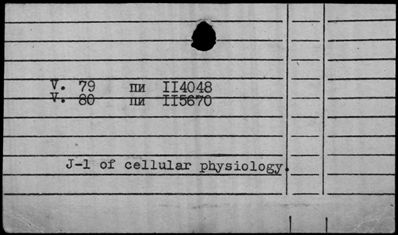 V. 79 пи II4048
V. 80 пи II5670
J-l of cellular physiology.